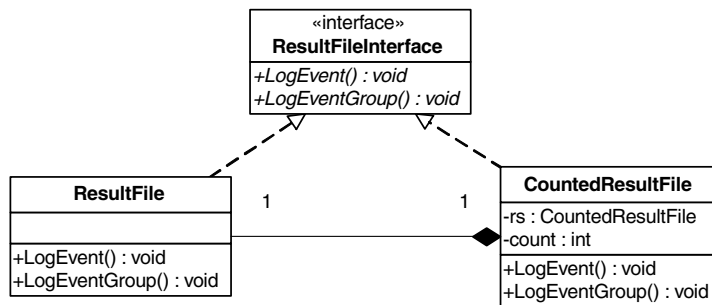 «interface»
ResultFileInterface
+LogEvent() : void
+LogEventGroup() : void
ResultFile
+LogEvent() : void
+LogEventGroup() : void
1
1
CountedResultFile
-rs : CountedResultFile
-count : int
+LogEvent() : void
+LogEventGroup() : void